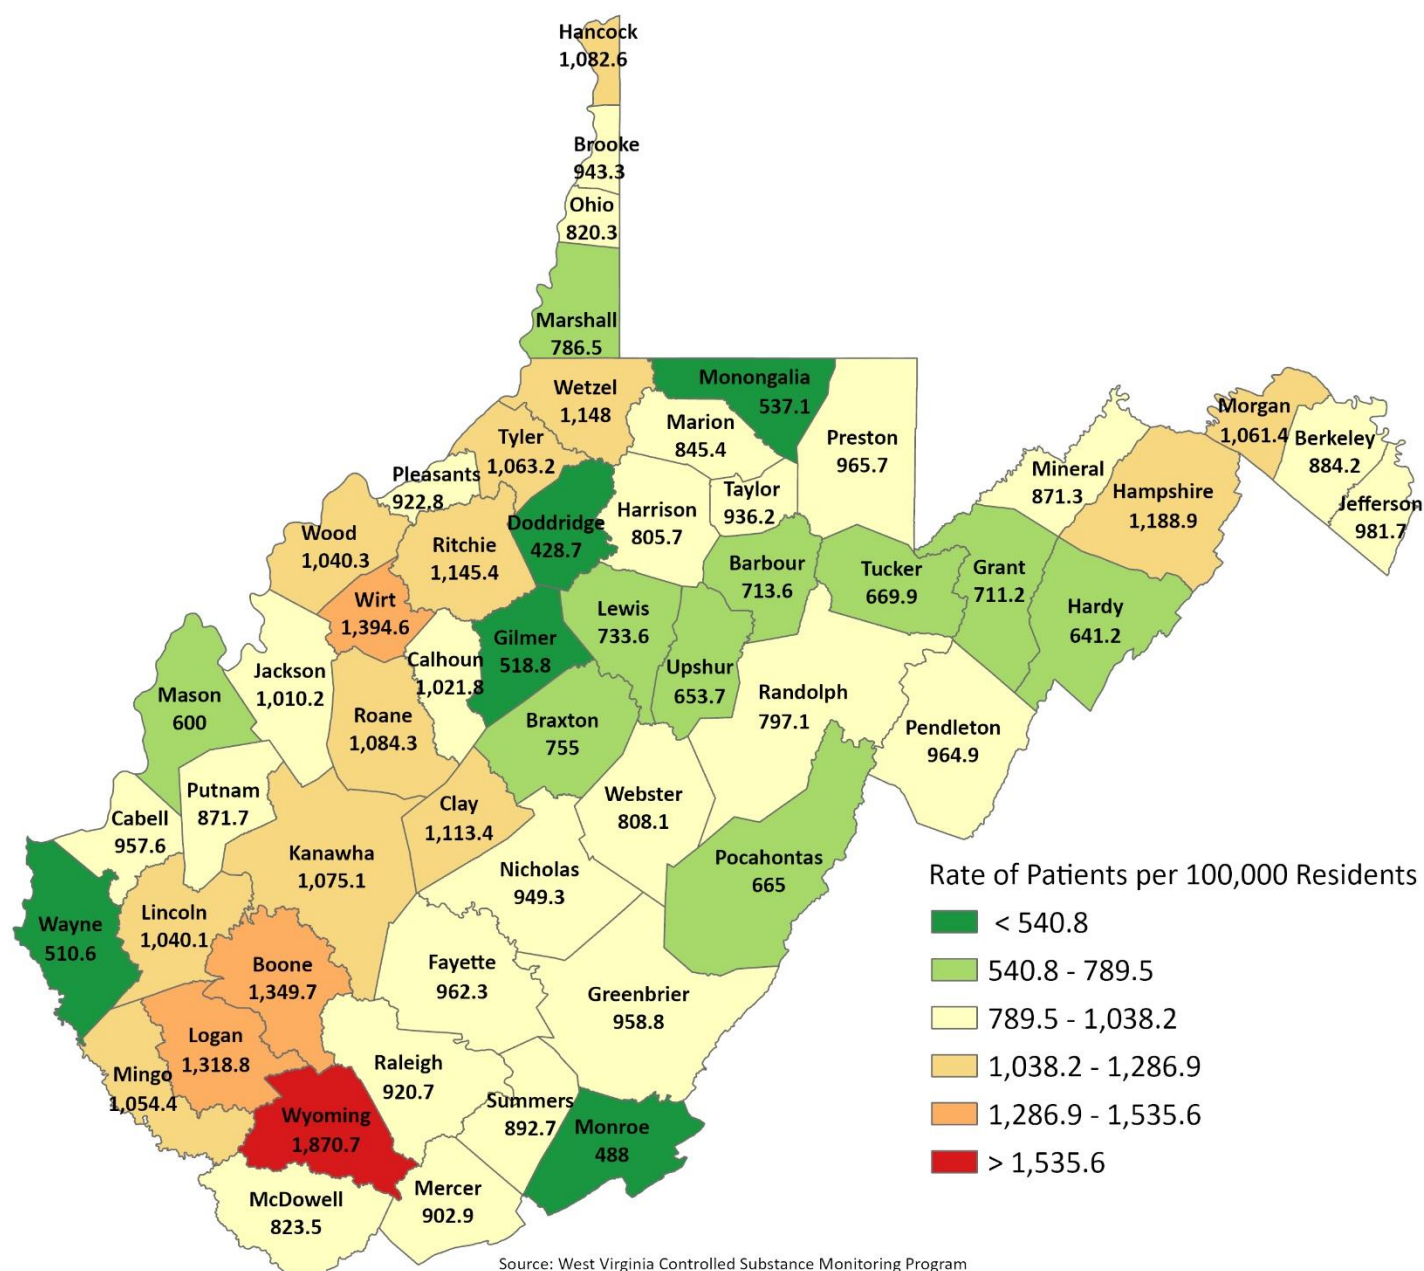 Hancock
1,082.6
Brooke
943.3
Ohio
820.3
Marshall
786.5
Wetzel
1,148
Monongalia
537.1
Marion
845.4
Preston
965.7
Tyler
1,063.2
Pleasants
922.8
Doddridge
428.7
Harrison
805.7
Taylor
936.2
Mineral
871.3
Hampshire
1,188.9
Morgan
1,061.4
Berkeley
884.2
Jefferson
981.7
Wood
1,040.3
Ritchie
1,145.4
Wirt
1,394.6
Barbour
713.6
Tucker
669.9
Grant
711.2
Hardy
641.2
Lewis
733.6
Gilmer
518.8
Calhoun
1,021.8
Upshur
653.7
Jackson
1,010.2
Mason
600
Roane
1,084.3
Braxton
755
Randolph
797.1
Pendleton
964.9
Putnam
871.7
Cabell
957.6
Clay
1,113.4
Webster
808.1
Kanawha
1,075.1
Nicholas
949.3
Pocahontas
665
Wayne
510.6
Lincoln
1,040.1
Boone
1,349.7
Fayette
962.3
Greenbrier
958.8
Logan
1,318.8
Mingo
1,054.4
Raleigh
920.7
Wyoming
1,870.7
Summers
892.7
Monroe
488
McDowell
823.5
Mercer
902.9
Rate of Patients per 100,000 Residents
< 540.8
540.8 - 789.5
789.5 - 1,038.2
1,038.2 - 1,286.9
1,286.9 - 1,535.6
> 1,535.6
Source: West Virginia Controlled Substance Monitoring Program